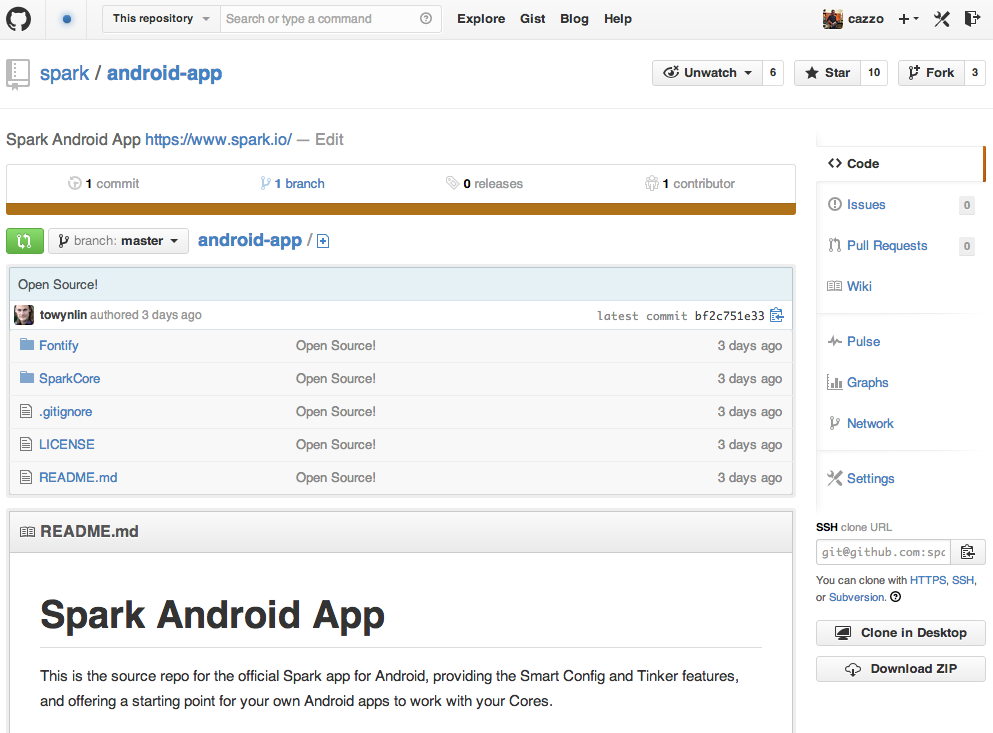 This repository Search or type a command Explore Gist Blog Help cazzo
spark / android-app Unwatch 6 Star 10 Fork 3
Spark Android App https://www.spark.io/ — Edit
1 commit 1 branch 0 releases 1 contributor
branch: master android-app /
Open Source!
towynlin authored 3 days ago latest commit bf2c751e33
Fontify Open Source! 3 days ago
SparkCore Open Source! 3 days ago
.gitignore Open Source! 3 days ago
LICENSE Open Source! 3 days ago
README.md Open Source! 3 days ago
README.md
Spark Android App
This is the source repo for the official Spark app for Android, providing the Smart Config and Tinker features,
and offering a starting point for your own Android apps to work with your Cores.
Code
Issues 0
Pull Requests 0
Wiki
Pulse
Graphs
Network
Settings
SSH clone URL
git@github.com:spa
You can clone with HTTPS, SSH,
or Subversion.
Clone in Desktop
Download ZIP